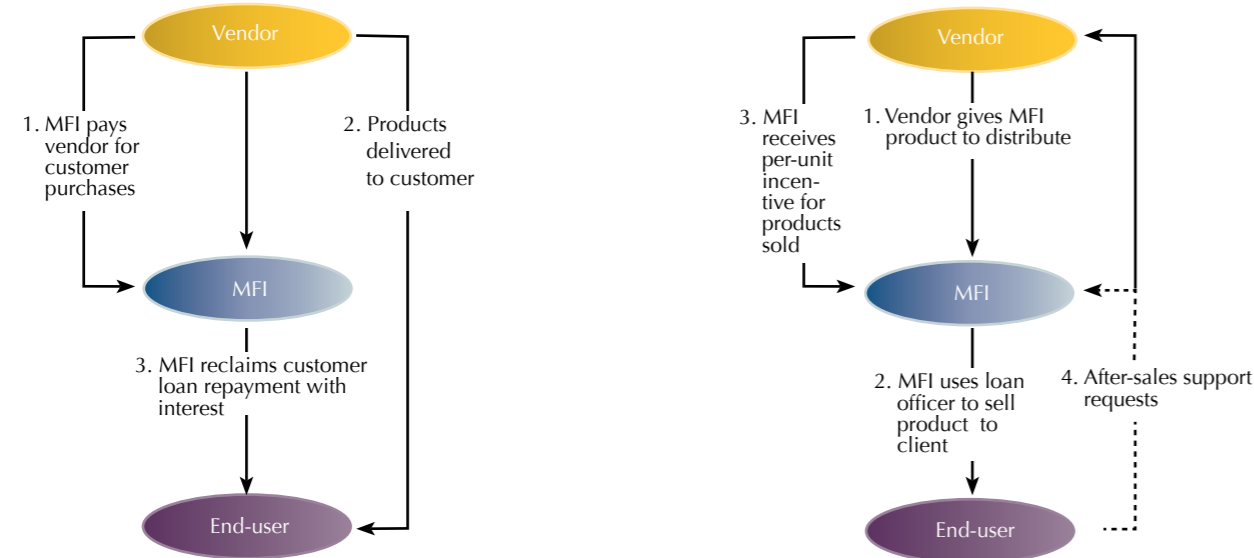 Vendor
1. MFI pays
vendor for
customer
purchases
2. Products
delivered
to customer
MFI
3. MFI reclaims customer
loan repayment with
interest
End-user
Vendor
3. MFI
receives
per-unit
incen-
tive for
products
sold
1. Vendor gives MFI
product to distribute
MFI
2. MFI uses loan
officer to sell
product to
client
4. After-sales support
requests
End-user